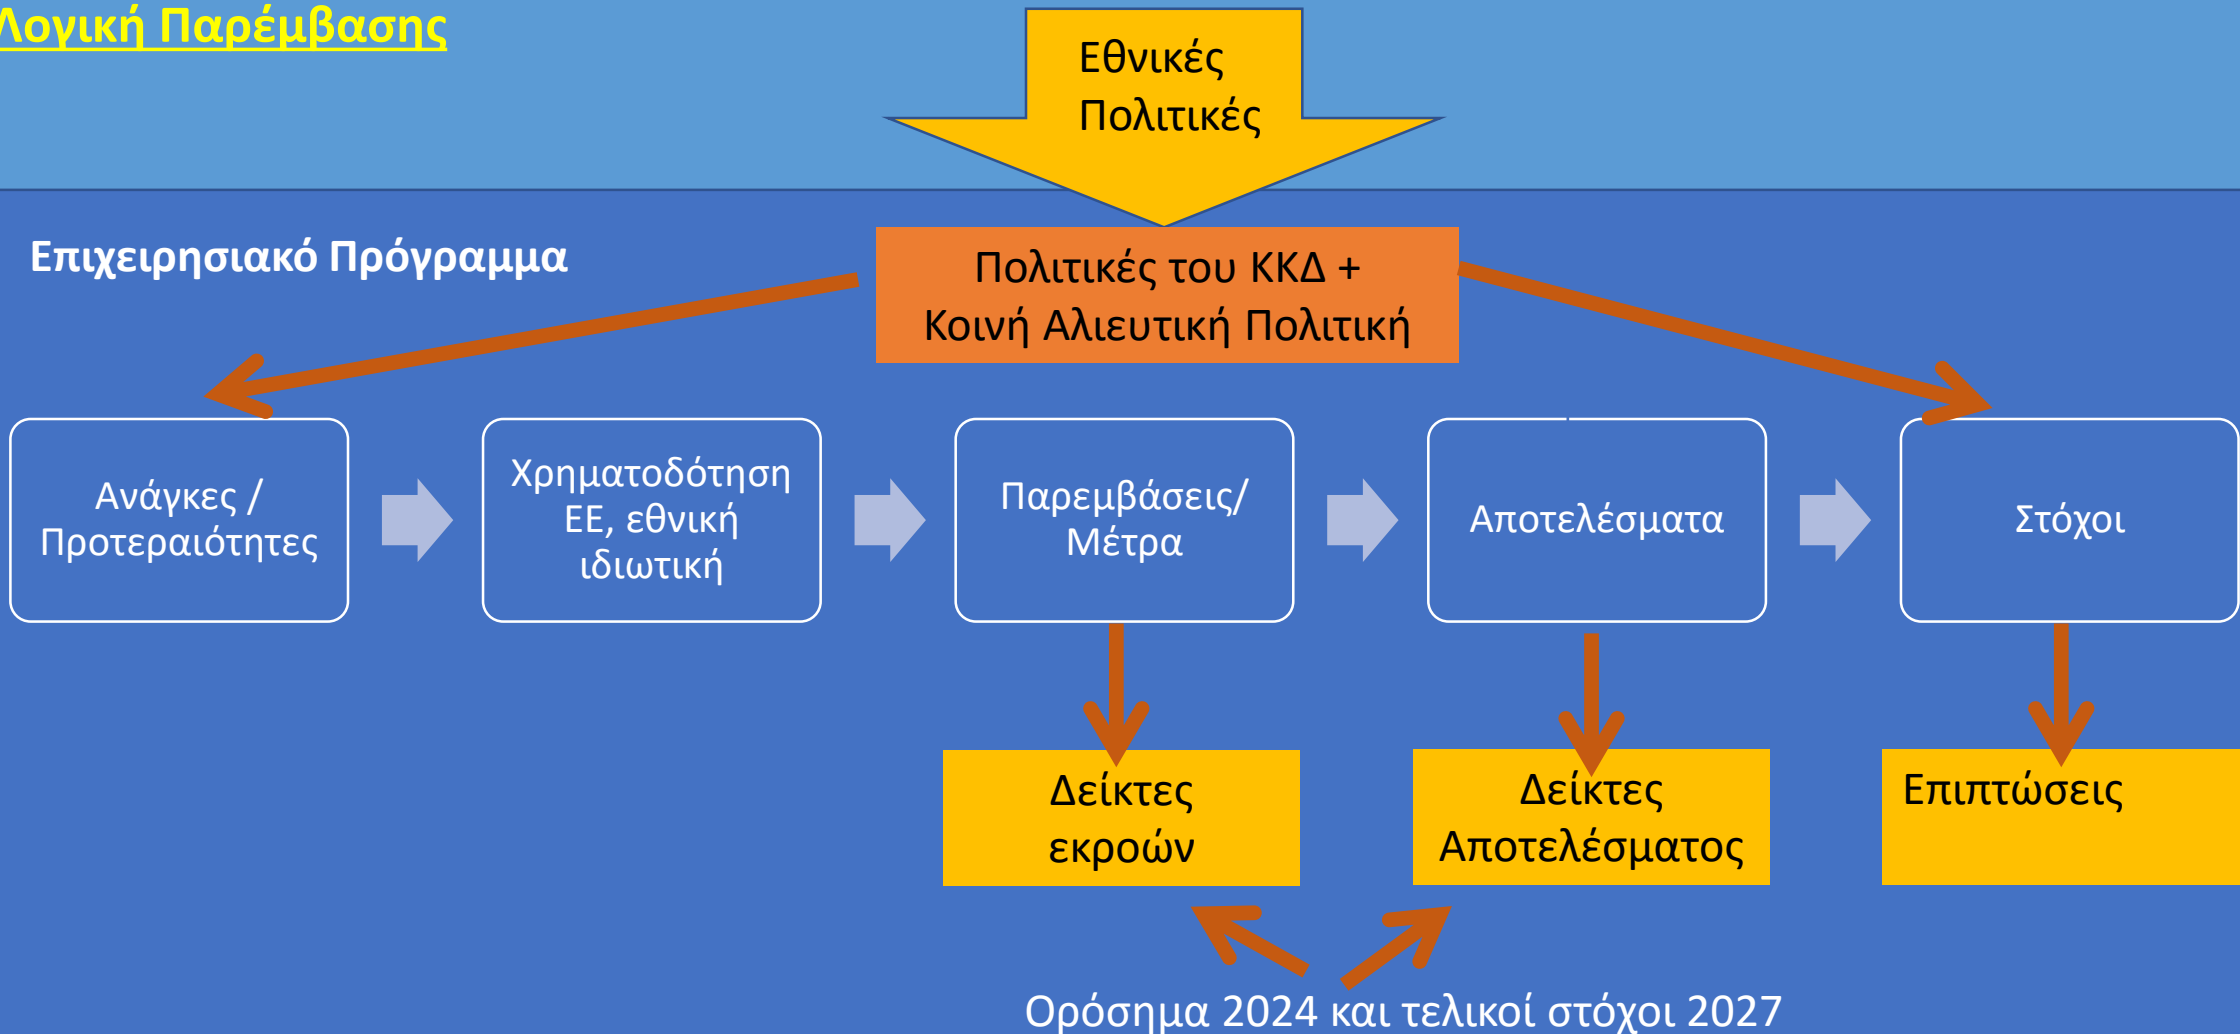 Λογική Παρέμβασης
Εθνικές
Πολιτικές
Επιχειρησιακό Πρόγραμμα
Πολιτικές του ΚΚΔ +
Κοινή Αλιευτική Πολιτική
Ανάγκες /
Προτεραιότητες
Χρηματοδότηση
ΕΕ, εθνική
ιδιωτική
Παρεμβάσεις/
Μέτρα
Αποτελέσματα
Στόχοι
Δείκτες
εκροών
Δείκτες
Αποτελέσματος
Επιπτώσεις
Ορόσημα 2024 και τελικοί στόχοι 2027